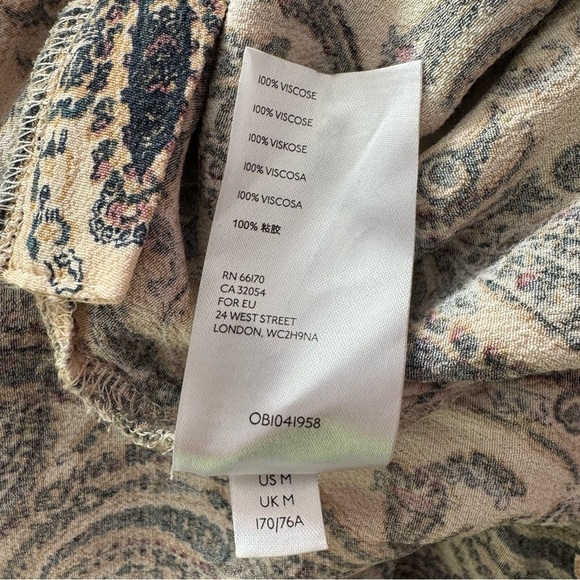 100% VISCOSE
100% VISCOSE
100% VISKOSE
100% VISCOSA
100% VISCOSA
100% 粘胶
RN 66170
CA 32054
FOR EU
24 WEST STREET
LONDON, WC2H9NA
OB1041958
US M
UK M
170/76A